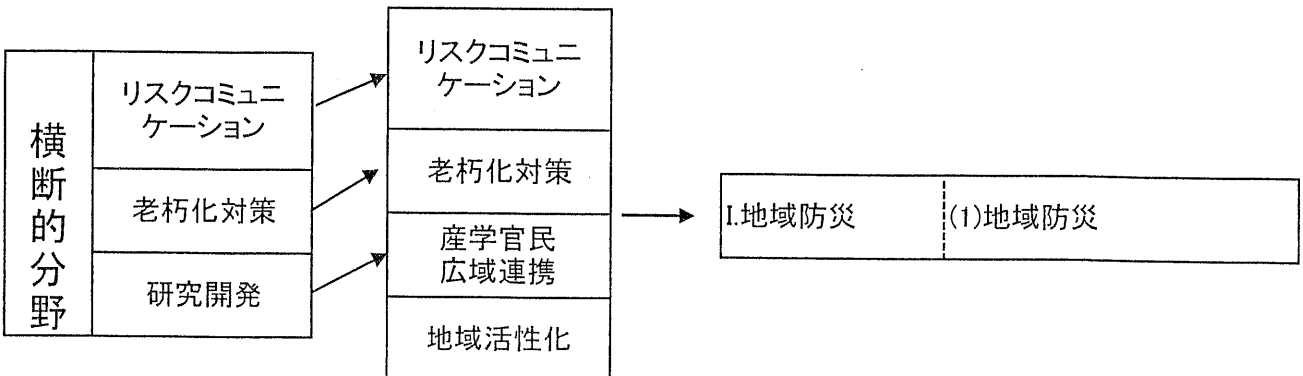 横断的分野
リスクコミュニ
ケーション
老朽化対策
研究開発
リスクコミュニ
ケーション
老朽化対策
産学官民
広域連携
地域活性化
I.地域防災
(1)地域防災